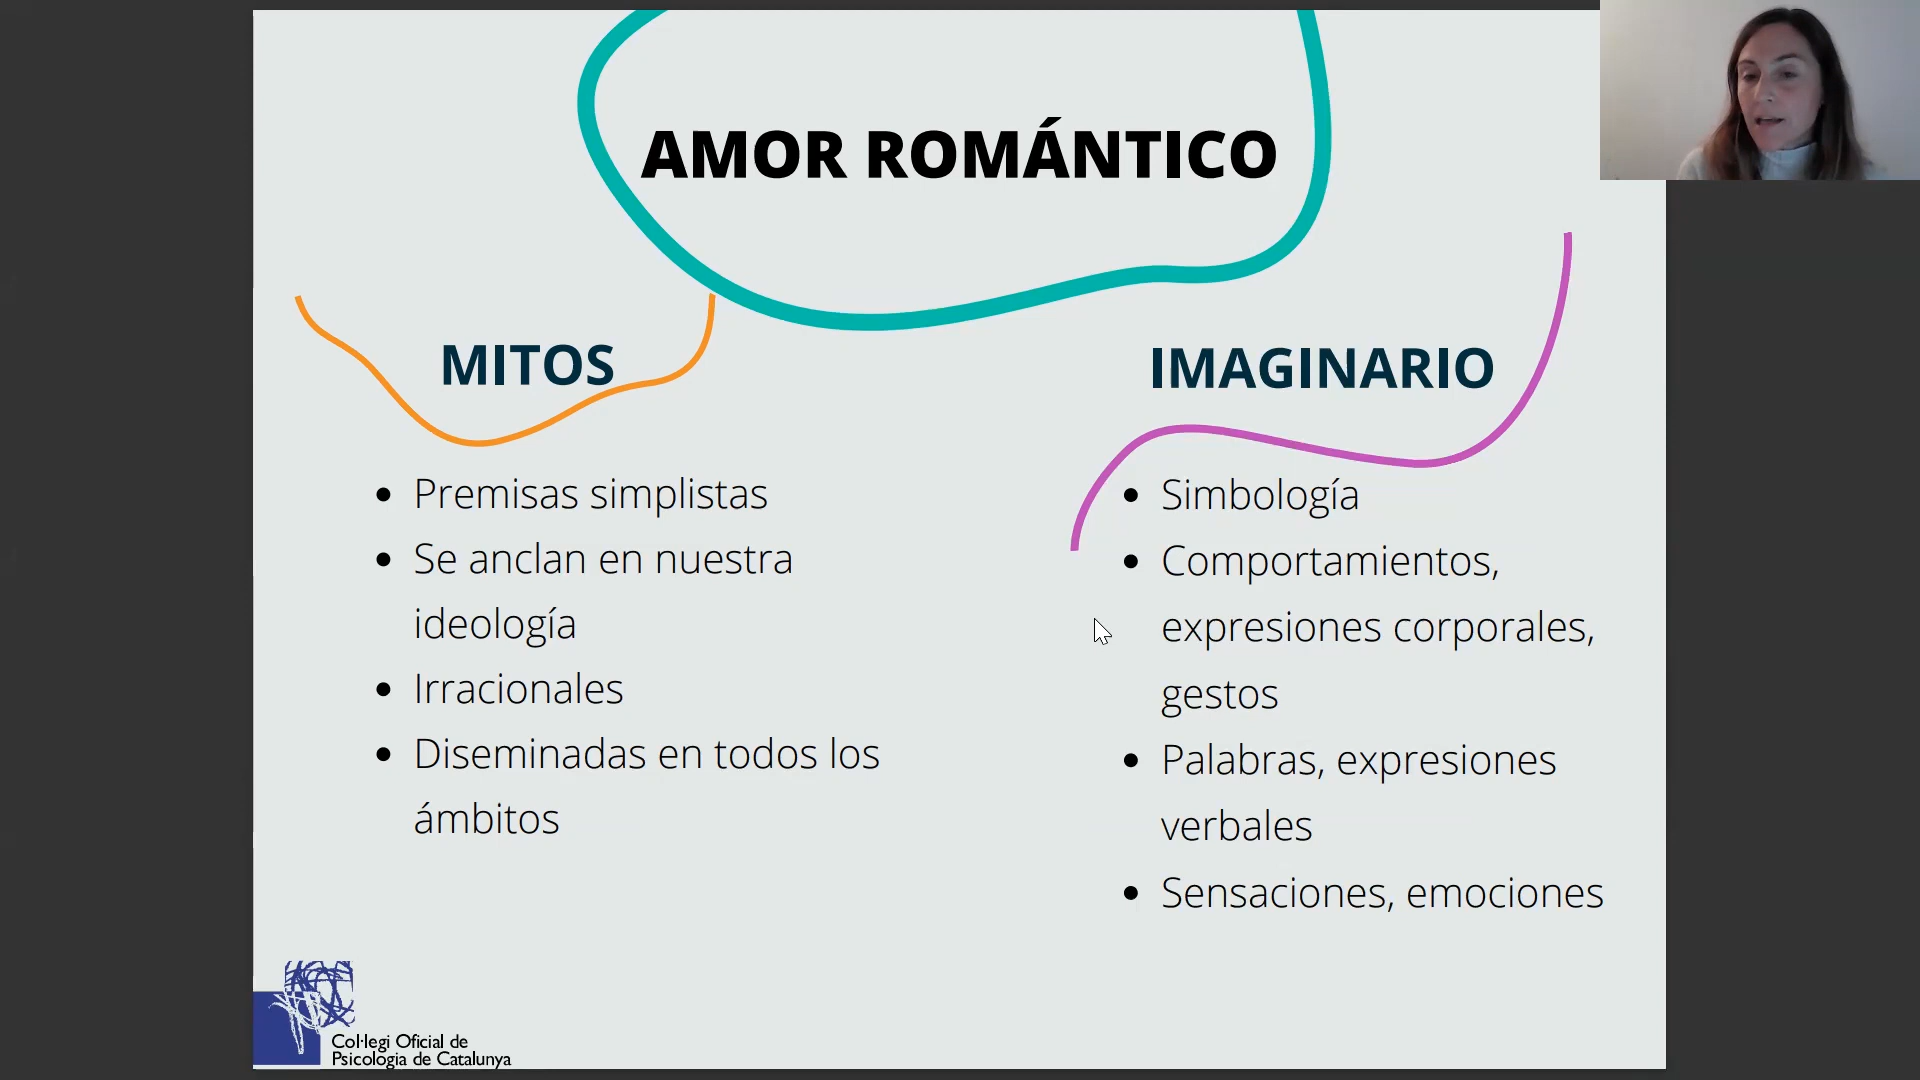 AMOR ROMÁNTICO
MITOS
• Premisas simplistas
• Se anclan en nuestra
ideología
• Irracionales
• Diseminadas en todos los
ámbitos
IMAGINARIO
• Simbología
• Comportamientos,
expresiones corporales,
gestos
• Palabras, expresiones
verbales
• Sensaciones, emociones
Col·legi Oficial de
Psicologia de Catalunya